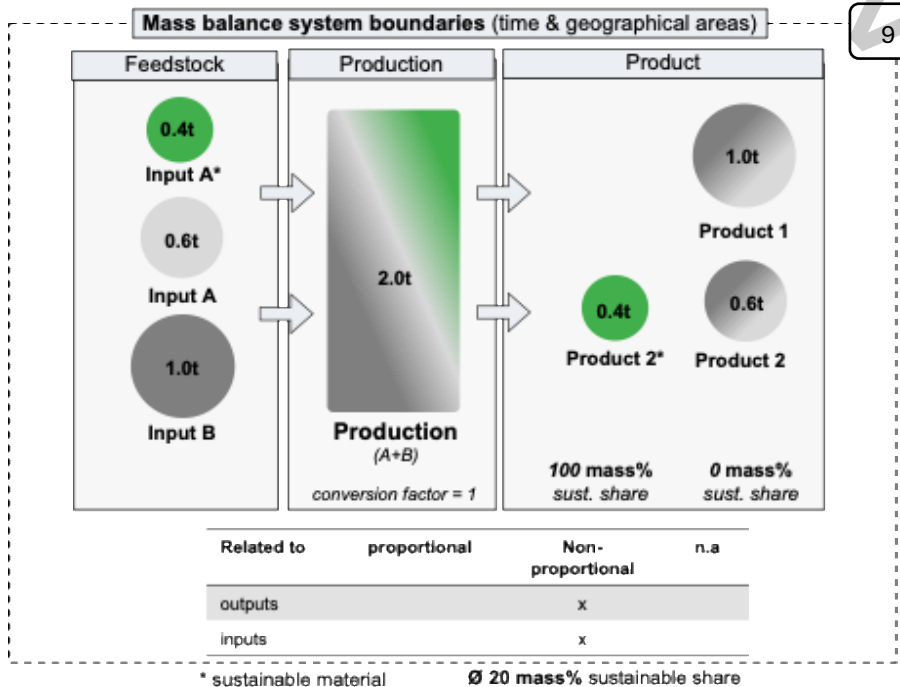 Mass balance system boundaries (time & geographical areas)
9
Feedstock
Production
Product
0.4t
Input A*
0.6t
Input A
1.0t
Input B
2.0t
Production
(A+B)
conversion factor = 1
1.0t
Product 1
0.4t
Product 2*
0.6t
Product 2
100 mass%
sust. share
0 mass%
sust. share
Related to proportional Non-proportional n.a
outputs x
inputs x
* sustainable material Ø 20 mass% sustainable share